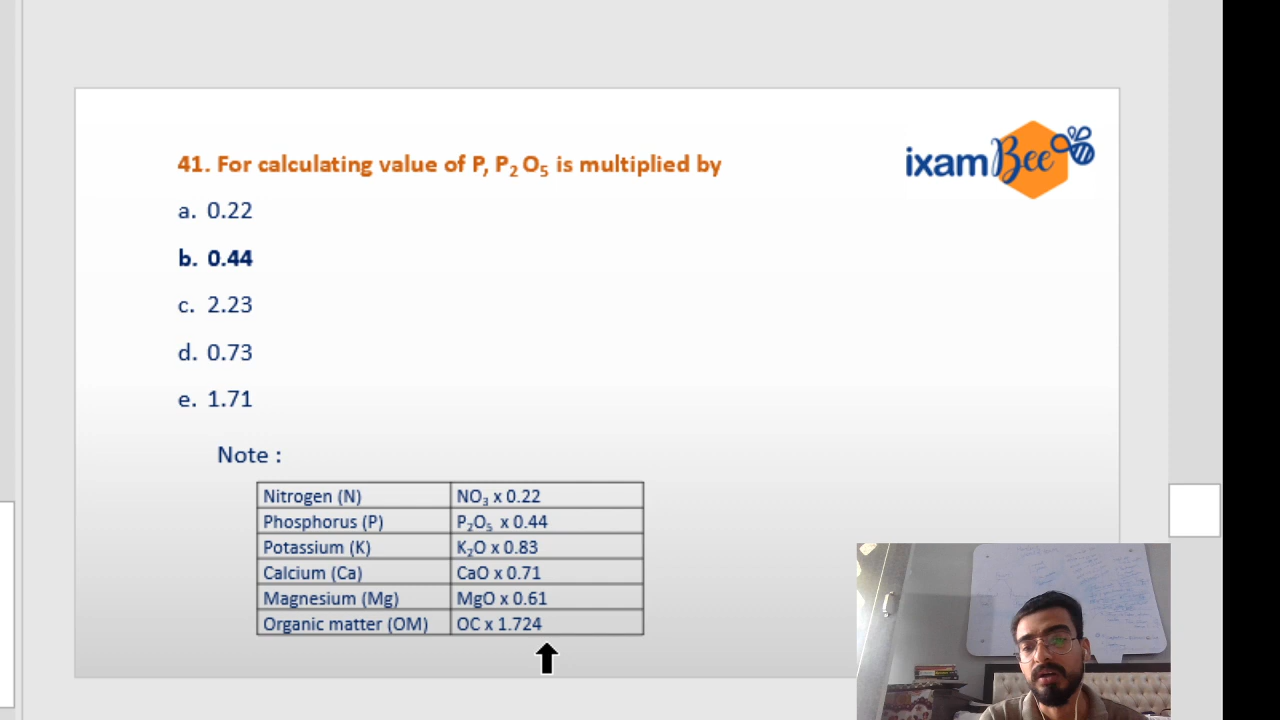 ixamBee
41. For calculating value of P, P₂ O₅ is multiplied by
a. 0.22
b. 0.44
c. 2.23
d. 0.73
e. 1.71
Note :
Nitrogen (N) NO₃ x 0.22
Phosphorus (P) P₂O₅ x 0.44
Potassium (K) K₂O x 0.83
Calcium (Ca) CaO x 0.71
Magnesium (Mg) MgO x 0.61
Organic matter (OM) OC x 1.724